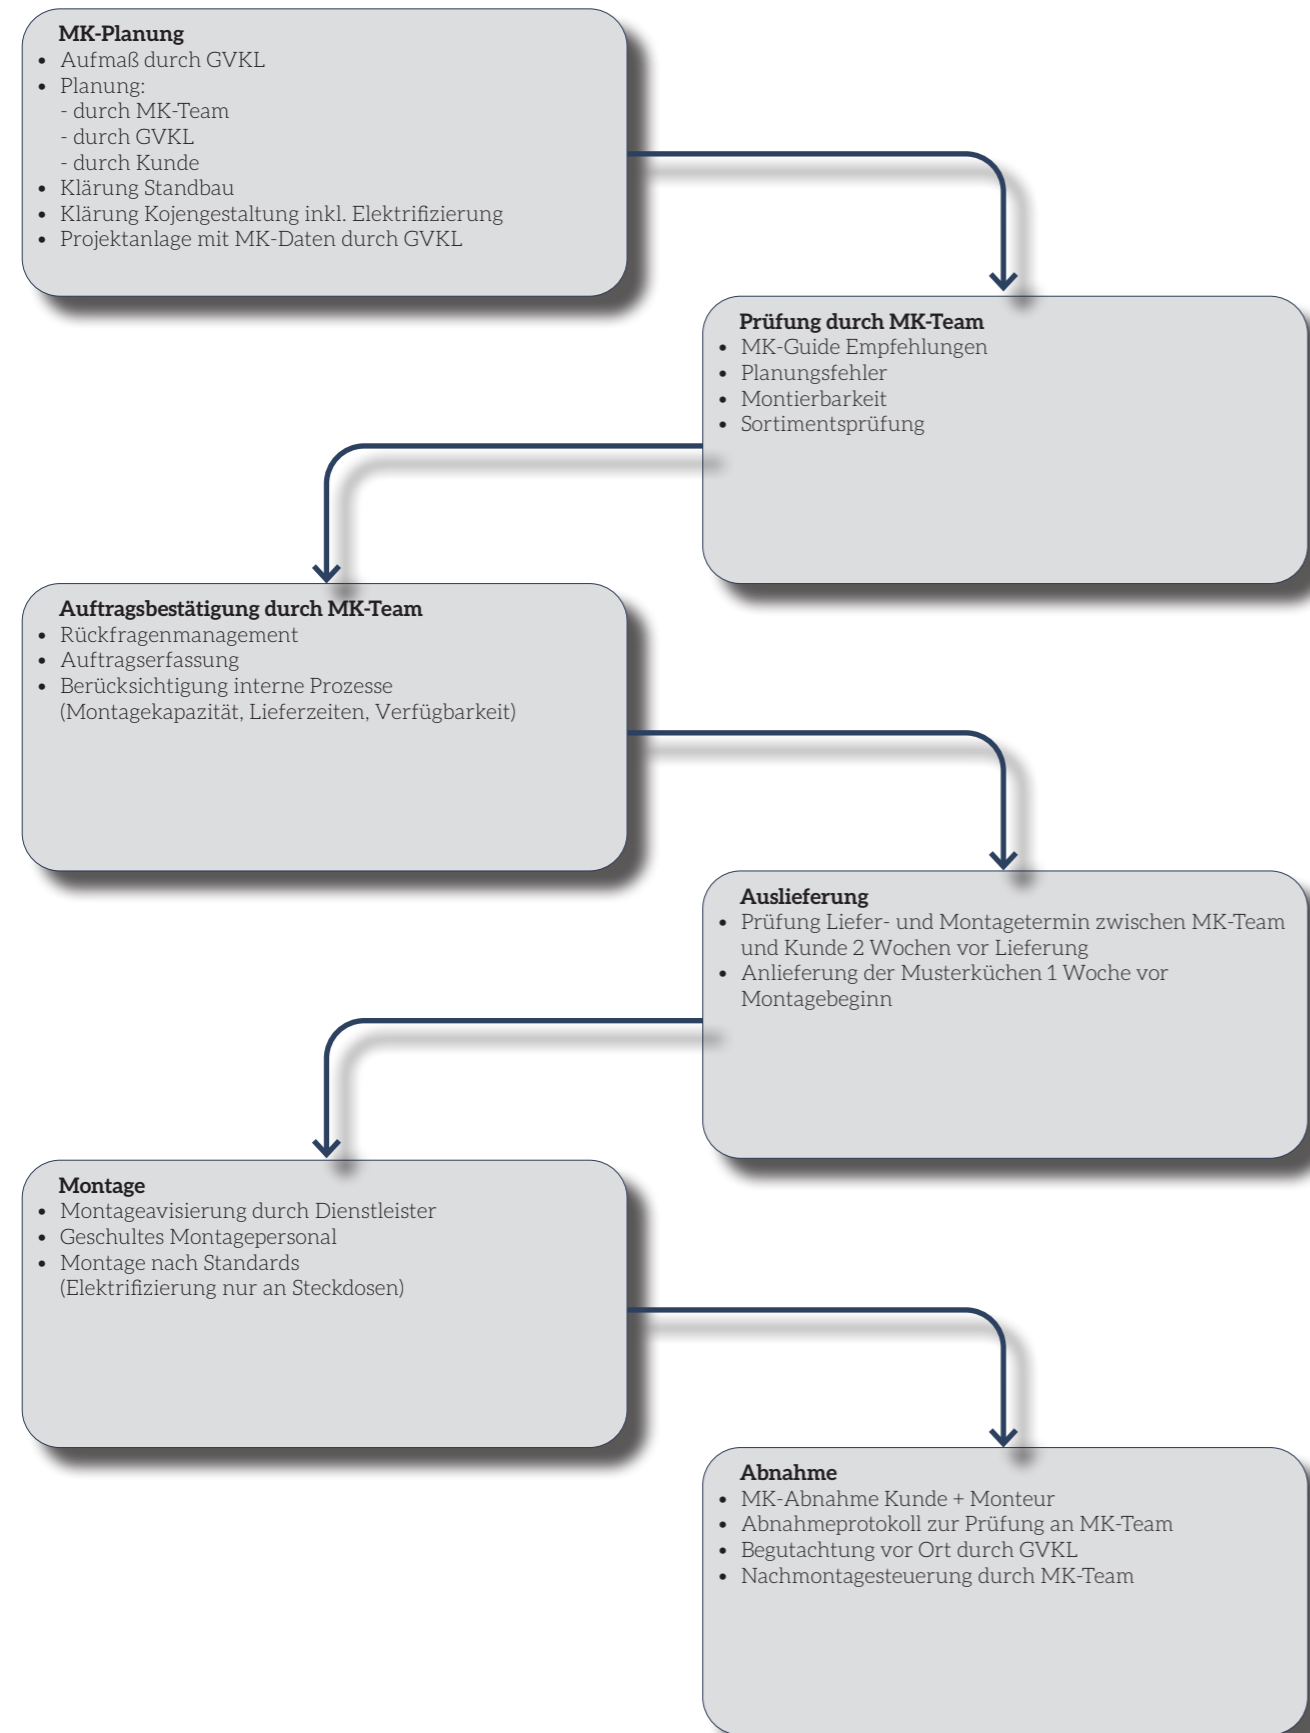 MK-Planung
• Aufmaß durch GVKL
• Planung:
- durch MK-Team
- durch GVKL
- durch Kunde
• Klärung Standbau
• Klärung Kojengestaltung inkl. Elektrifizierung
• Projektanlage mit MK-Daten durch GVKL
Prüfung durch MK-Team
• MK-Guide Empfehlungen
• Planungsfehler
• Montierbarkeit
• Sortimentsprüfung
Auftragsbestätigung durch MK-Team
• Rückfragenmanagement
• Auftragserfassung
• Berücksichtigung interne Prozesse
(Montagekapazität, Lieferzeiten, Verfügbarkeit)
Auslieferung
• Prüfung Liefer- und Montagetermin zwischen MK-Team
und Kunde 2 Wochen vor Lieferung
• Anlieferung der Musterküchen 1 Woche vor
Montagebeginn
Montage
• Montageavisierung durch Dienstleister
• Geschultes Montagepersonal
• Montage nach Standards
(Elektrifizierung nur an Steckdosen)
Abnahme
• MK-Abnahme Kunde + Monteur
• Abnahmeprotokoll zur Prüfung an MK-Team
• Begutachtung vor Ort durch GVKL
• Nachmontagesteuerung durch MK-Team